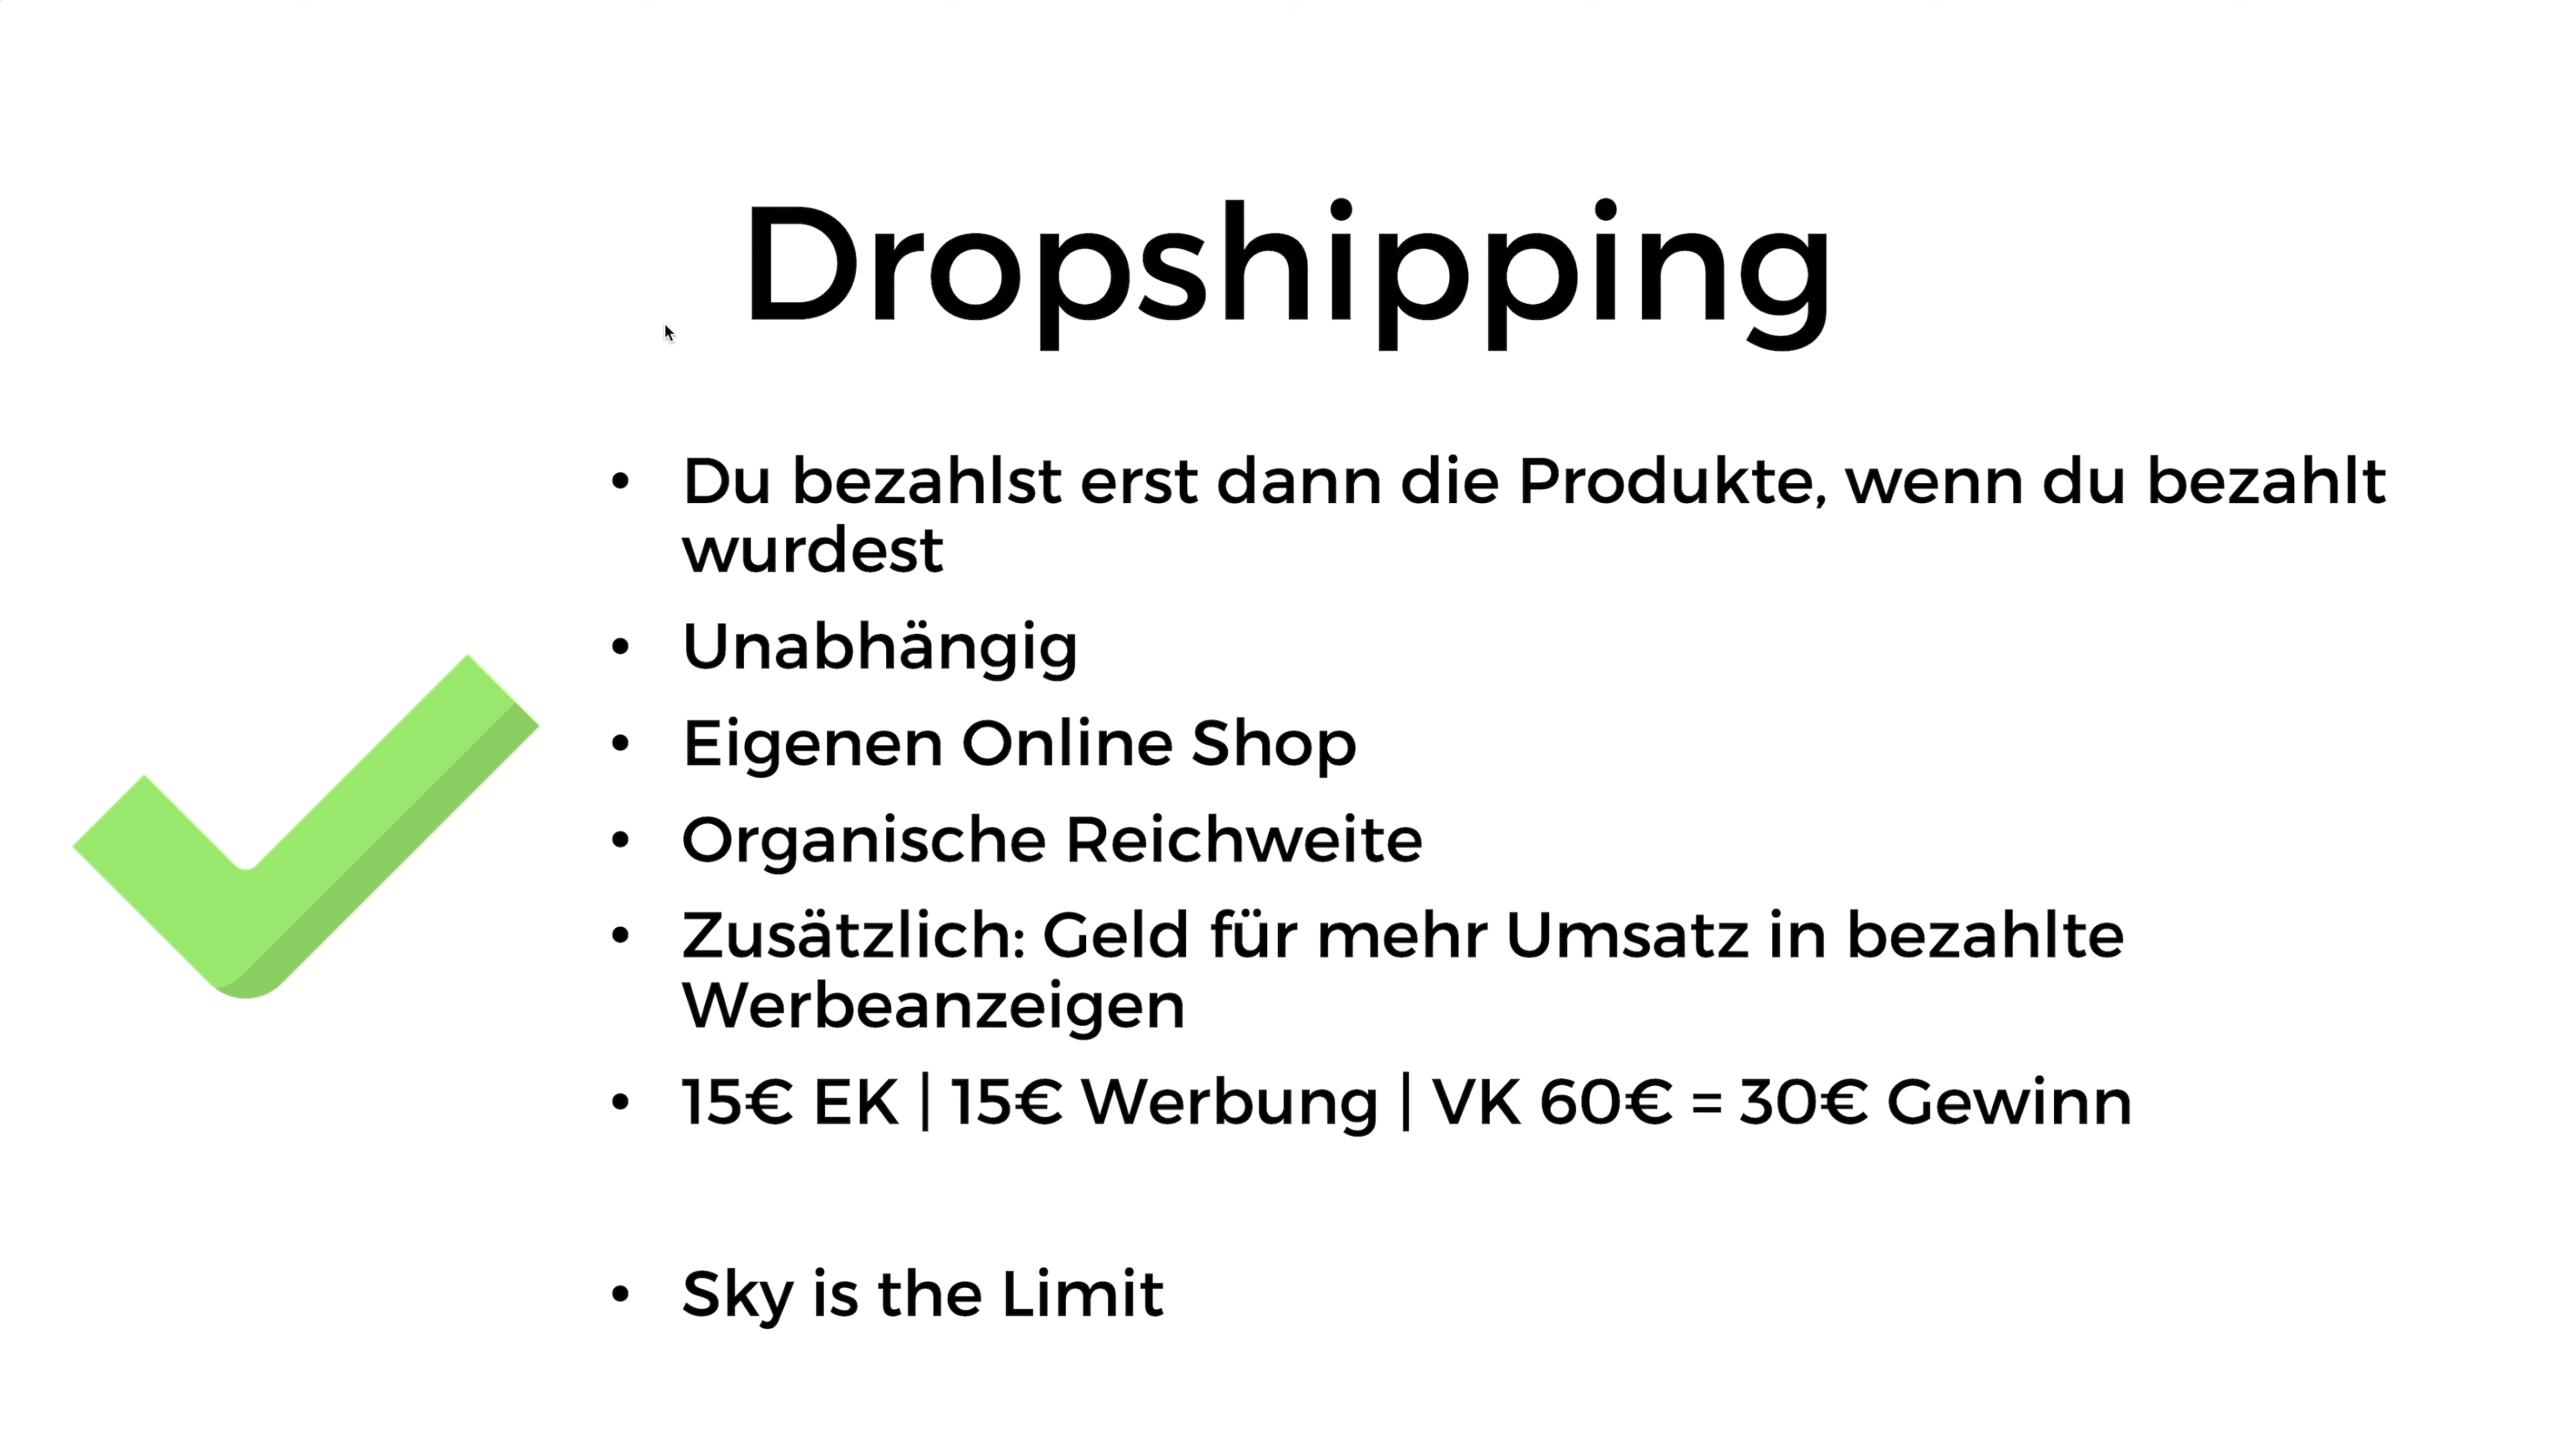 Dropshipping
• Du bezahlst erst dann die Produkte, wenn du bezahlt
wurdest
• Unabhängig
• Eigenen Online Shop
• Organische Reichweite
• Zusätzlich: Geld für mehr Umsatz in bezahlte
Werbeanzeigen
• 15€ EK | 15€ Werbung | VK 60€ = 30€ Gewinn
• Sky is the Limit